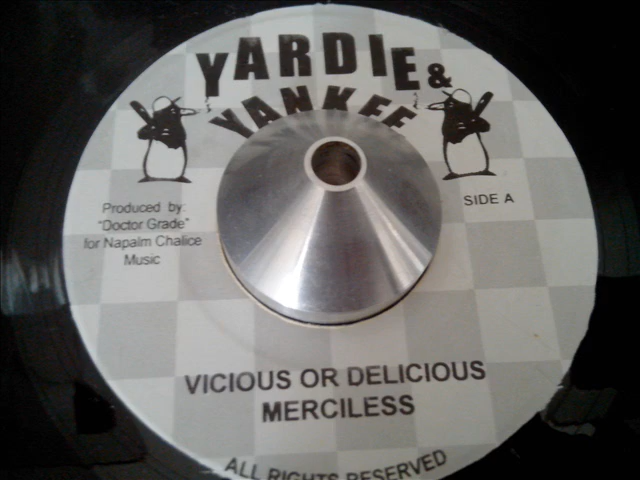 YARDIE &
YANKEE
Produced by:
"Doctor Grade"
for Napalm Chalice
Music
SIDE A
VICIOUS OR DELICIOUS
MERCILESS
ALL RIGHTS RESERVED